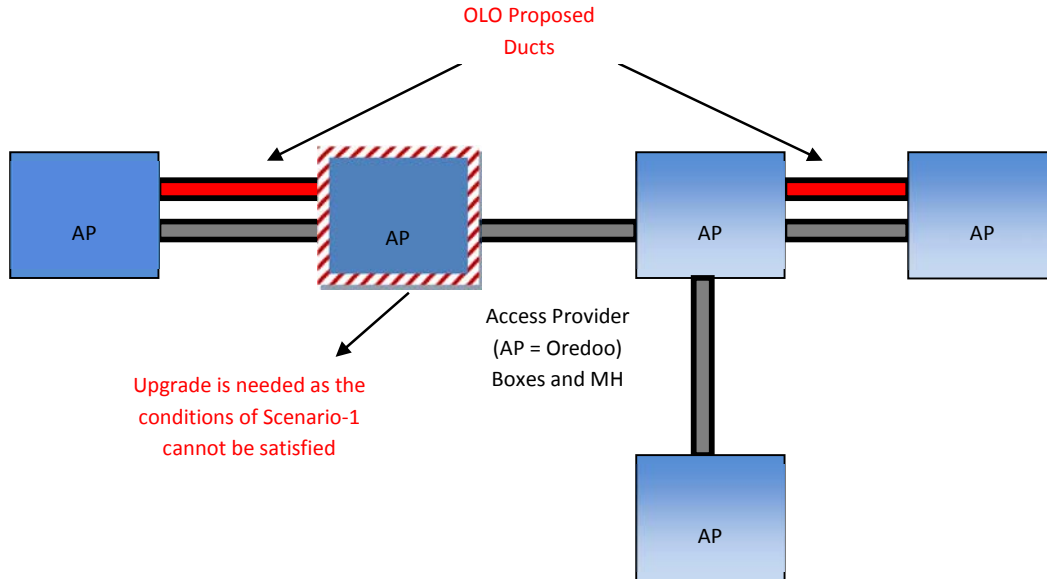 OLO Proposed
Ducts
AP
AP
AP
AP
Access Provider
(AP = Oredoo)
Boxes and MH
Upgrade is needed as the
conditions of Scenario-1
cannot be satisfied
AP